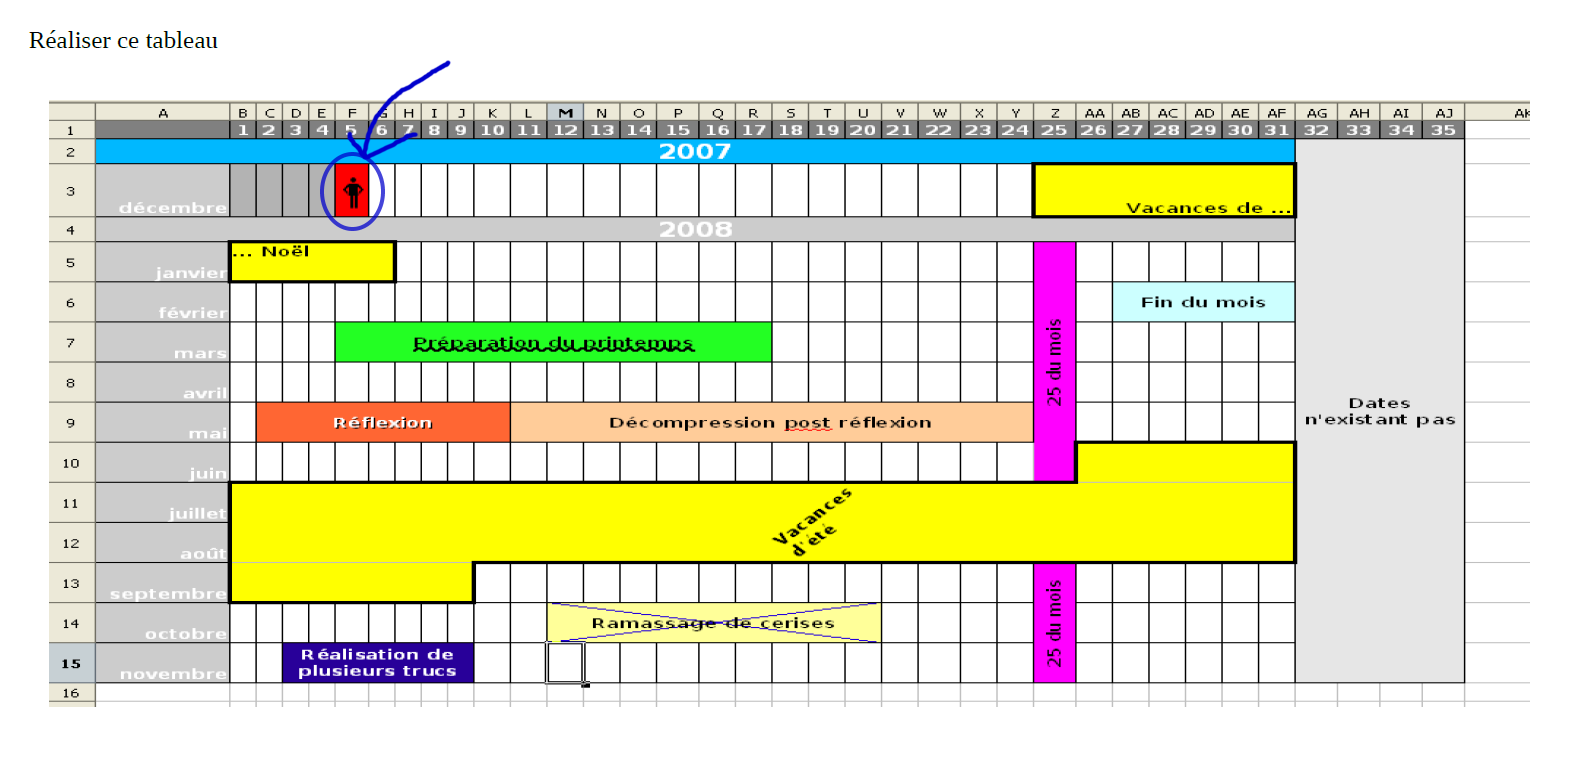 Réaliser ce tableau
A B C D E F G H I J K L M N O P Q R S T U V W X Y Z AA AB AC AD AE AF AG AH AI AJ AK
1 1 2 3 4 5 6 7 8 9 10 11 12 13 14 15 16 17 18 19 20 21 22 23 24 25 26 27 28 29 30 31 32 33 34 35
2 2007
3 décembre Vacances de ...
4 2008
5 janvier ... Noël
6 février Fin du mois
7 mars Préparation du printemps
25 du mois
8 avril
Dates
n'existant pas
9 mai Réflexion Décompression post réflexion
10 juin
11 juillet
Vacances
d'été
12 août
13 septembre
14 octobre Ramassage de cerises
25 du mois
15 novembre Réalisation de
plusieurs trucs
16